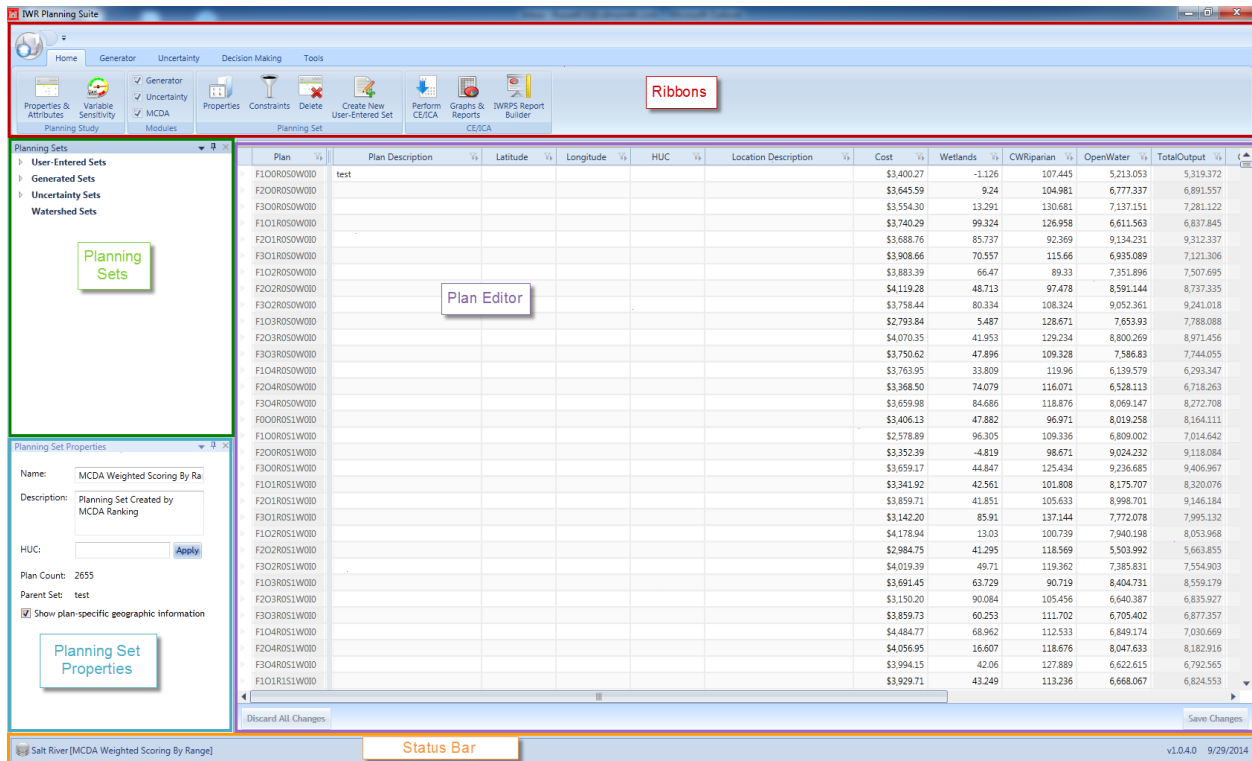 IWR Planning Suite
Home Generator Uncertainty Decision Making Tools
Properties & Attributes Variable Sensitivity
Planning Study
Generator
Uncertainty
MCDA
Modules
Properties Constraints Delete Create New User-Entered Set
Planning Set
Perform CE/ICA Graphs & Reports IWRPS Report Builder
CE/ICA
Ribbons
Planning Sets
User-Entered Sets
Generated Sets
Uncertainty Sets
Watershed Sets
Planning Sets
Planning Set Properties
Name: MCDA Weighted Scoring By Ra
Description: Planning Set Created by
MCDA Ranking
HUC: Apply
Plan Count: 2655
Parent Set: test
Show plan-specific geographic information
Planning Set
Properties
Plan Plan Description Latitude Longitude HUC Location Description Cost Wetlands CWRiparian OpenWater TotalOutput
F1O0R0S0W0I0 test $3,400.27 -1.126 107.445 5,213.053 5,319.372
F2O0R0S0W0I0 $3,645.59 9.24 104.981 6,777.337 6,891.557
F3O0R0S0W0I0 $3,554.30 13.291 130.681 7,137.151 7,281.122
F1O1R0S0W0I0 $3,740.29 99.324 126.958 6,611.563 6,837.845
F2O1R0S0W0I0 $3,688.76 85.737 92.369 9,134.231 9,312.337
F3O1R0S0W0I0 $3,908.66 70.557 115.66 6,935.089 7,121.306
F1O2R0S0W0I0 $3,883.39 66.47 89.33 7,351.896 7,507.695
F2O2R0S0W0I0 $4,119.28 48.713 97.478 8,591.144 8,737.335
F3O2R0S0W0I0 $3,758.44 80.334 108.324 9,052.361 9,241.018
F1O3R0S0W0I0 $2,793.84 5.487 128.671 7,653.93 7,788.088
F2O3R0S0W0I0 $4,070.35 41.953 129.234 8,800.269 8,971.456
F3O3R0S0W0I0 $3,750.62 47.896 109.328 7,586.83 7,744.055
F1O4R0S0W0I0 $3,763.95 33.809 119.96 6,139.579 6,293.347
F2O4R0S0W0I0 $3,368.50 74.079 116.071 6,528.113 6,718.263
F3O4R0S0W0I0 $3,659.98 84.686 118.876 8,069.147 8,272.708
F0O0R0S1W0I0 $3,406.13 47.882 96.971 8,019.258 8,164.111
F1O0R0S1W0I0 $2,578.89 96.305 109.336 6,809.002 7,014.642
F2O0R0S1W0I0 $3,352.39 -4.819 98.671 9,024.232 9,118.084
F3O0R0S1W0I0 $3,659.17 44.847 125.434 9,236.685 9,406.967
F1O1R0S1W0I0 $3,341.92 42.561 101.808 8,175.707 8,320.076
F2O1R0S1W0I0 $3,859.71 41.851 105.633 8,998.701 9,146.184
F3O1R0S1W0I0 $3,142.20 85.91 137.144 7,772.078 7,995.132
F1O2R0S1W0I0 $4,178.94 13.03 100.739 7,940.198 8,053.968
F2O2R0S1W0I0 $2,984.75 41.295 118.569 5,503.992 5,663.855
F3O2R0S1W0I0 $4,019.39 49.71 119.362 7,385.831 7,554.903
F1O3R0S1W0I0 $3,691.45 63.729 90.719 8,404.731 8,559.179
F2O3R0S1W0I0 $3,150.20 90.084 105.456 6,640.387 6,835.927
F3O3R0S1W0I0 $3,859.73 60.253 111.702 6,705.402 6,877.357
F1O4R0S1W0I0 $4,484.77 68.962 112.533 6,849.174 7,030.669
F2O4R0S1W0I0 $4,056.95 16.607 118.676 8,047.633 8,182.916
F3O4R0S1W0I0 $3,994.15 42.06 127.889 6,622.615 6,792.565
F1O1R1S1W0I0 $3,929.71 43.249 113.236 6,668.067 6,824.553
Plan Editor
Discard All Changes Save Changes
Salt River [MCDA Weighted Scoring By Range] Status Bar v1.0.4.0 9/29/2014